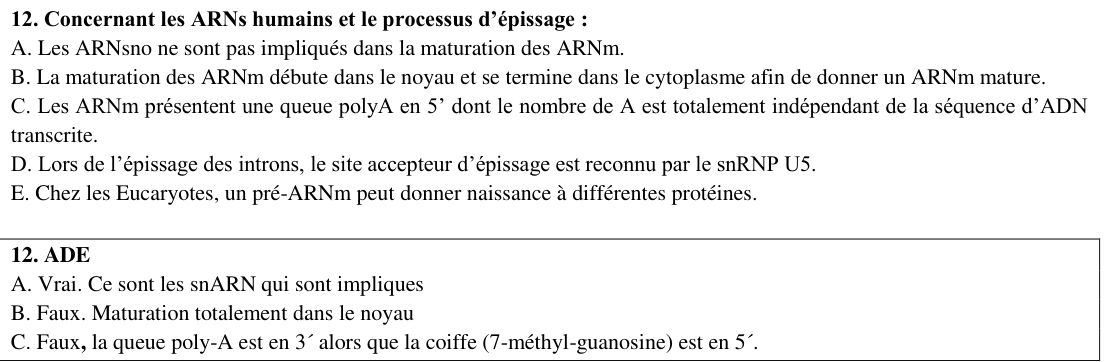 12. Concernant les ARNs humains et le processus d’épissage :
A. Les ARNsno ne sont pas impliqués dans la maturation des ARNm.
B. La maturation des ARNm débute dans le noyau et se termine dans le cytoplasme afin de donner un ARNm mature.
C. Les ARNm présentent une queue polyA en 5’ dont le nombre de A est totalement indépendant de la séquence d’ADN
transcrite.
D. Lors de l’épissage des introns, le site accepteur d’épissage est reconnu par le snRNP U5.
E. Chez les Eucaryotes, un pré-ARNm peut donner naissance à différentes protéines.
12. ADE
A. Vrai. Ce sont les snARN qui sont impliques
B. Faux. Maturation totalement dans le noyau
C. Faux, la queue poly-A est en 3´ alors que la coiffe (7-méthyl-guanosine) est en 5´.